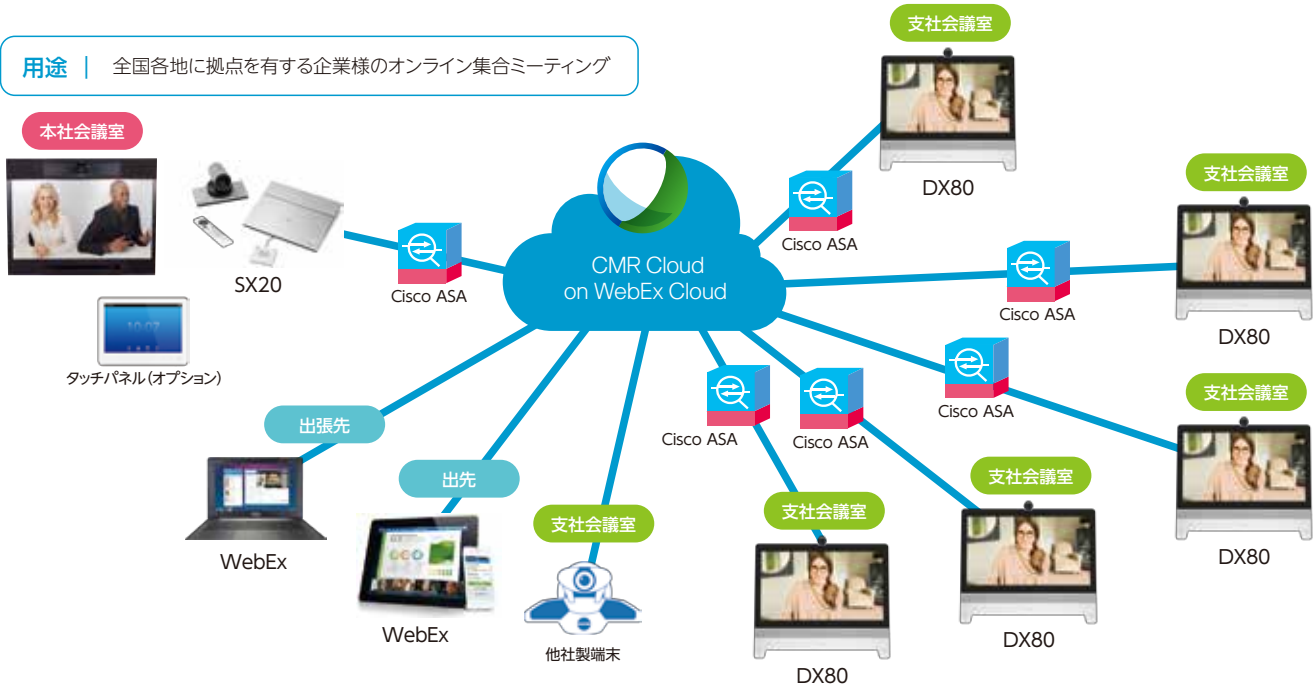 用途 | 全国各地に拠点を有する企業様のオンライン集合ミーティング
本社会議室
SX20
タッチパネル(オプション)
10:07
Cisco ASA
CMR Cloud
on WebEx Cloud
支社会議室
DX80
Cisco ASA
支社会議室
DX80
Cisco ASA
支社会議室
DX80
Cisco ASA
支社会議室
DX80
Cisco ASA
支社会議室
DX80
Cisco ASA
支社会議室
他社製端末
出先
WebEx
出張先
WebEx